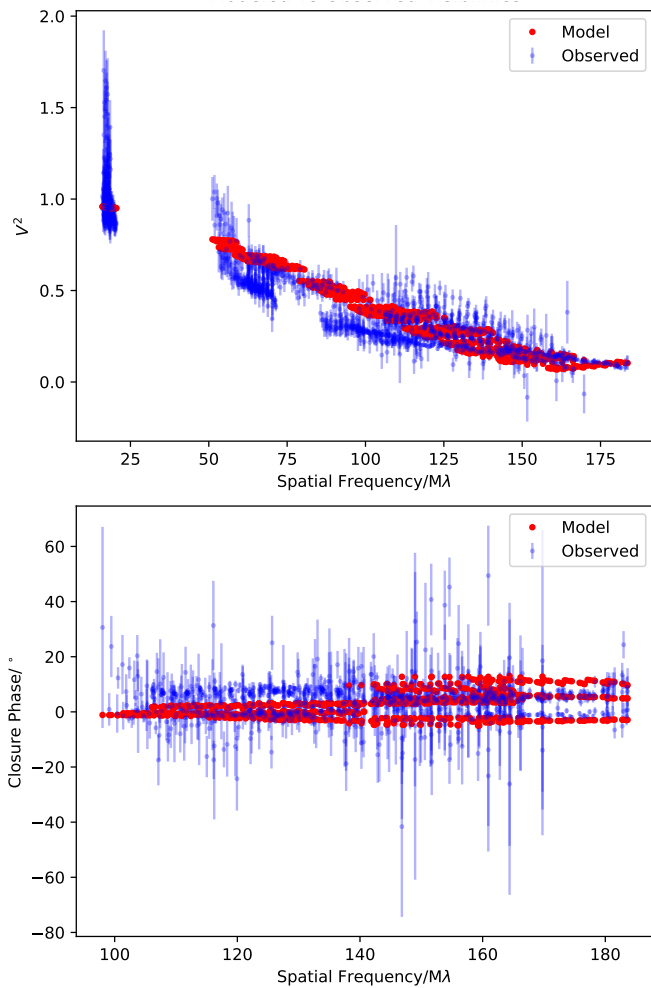 2.0
1.5
1.0
0.5
0.0
V²
Model
Observed
25 50 75 100 125 150 175
Spatial Frequency/Mλ
60
40
20
0
−20
−40
−60
−80
Closure Phase/ °
Model
Observed
100 120 140 160 180
Spatial Frequency/Mλ